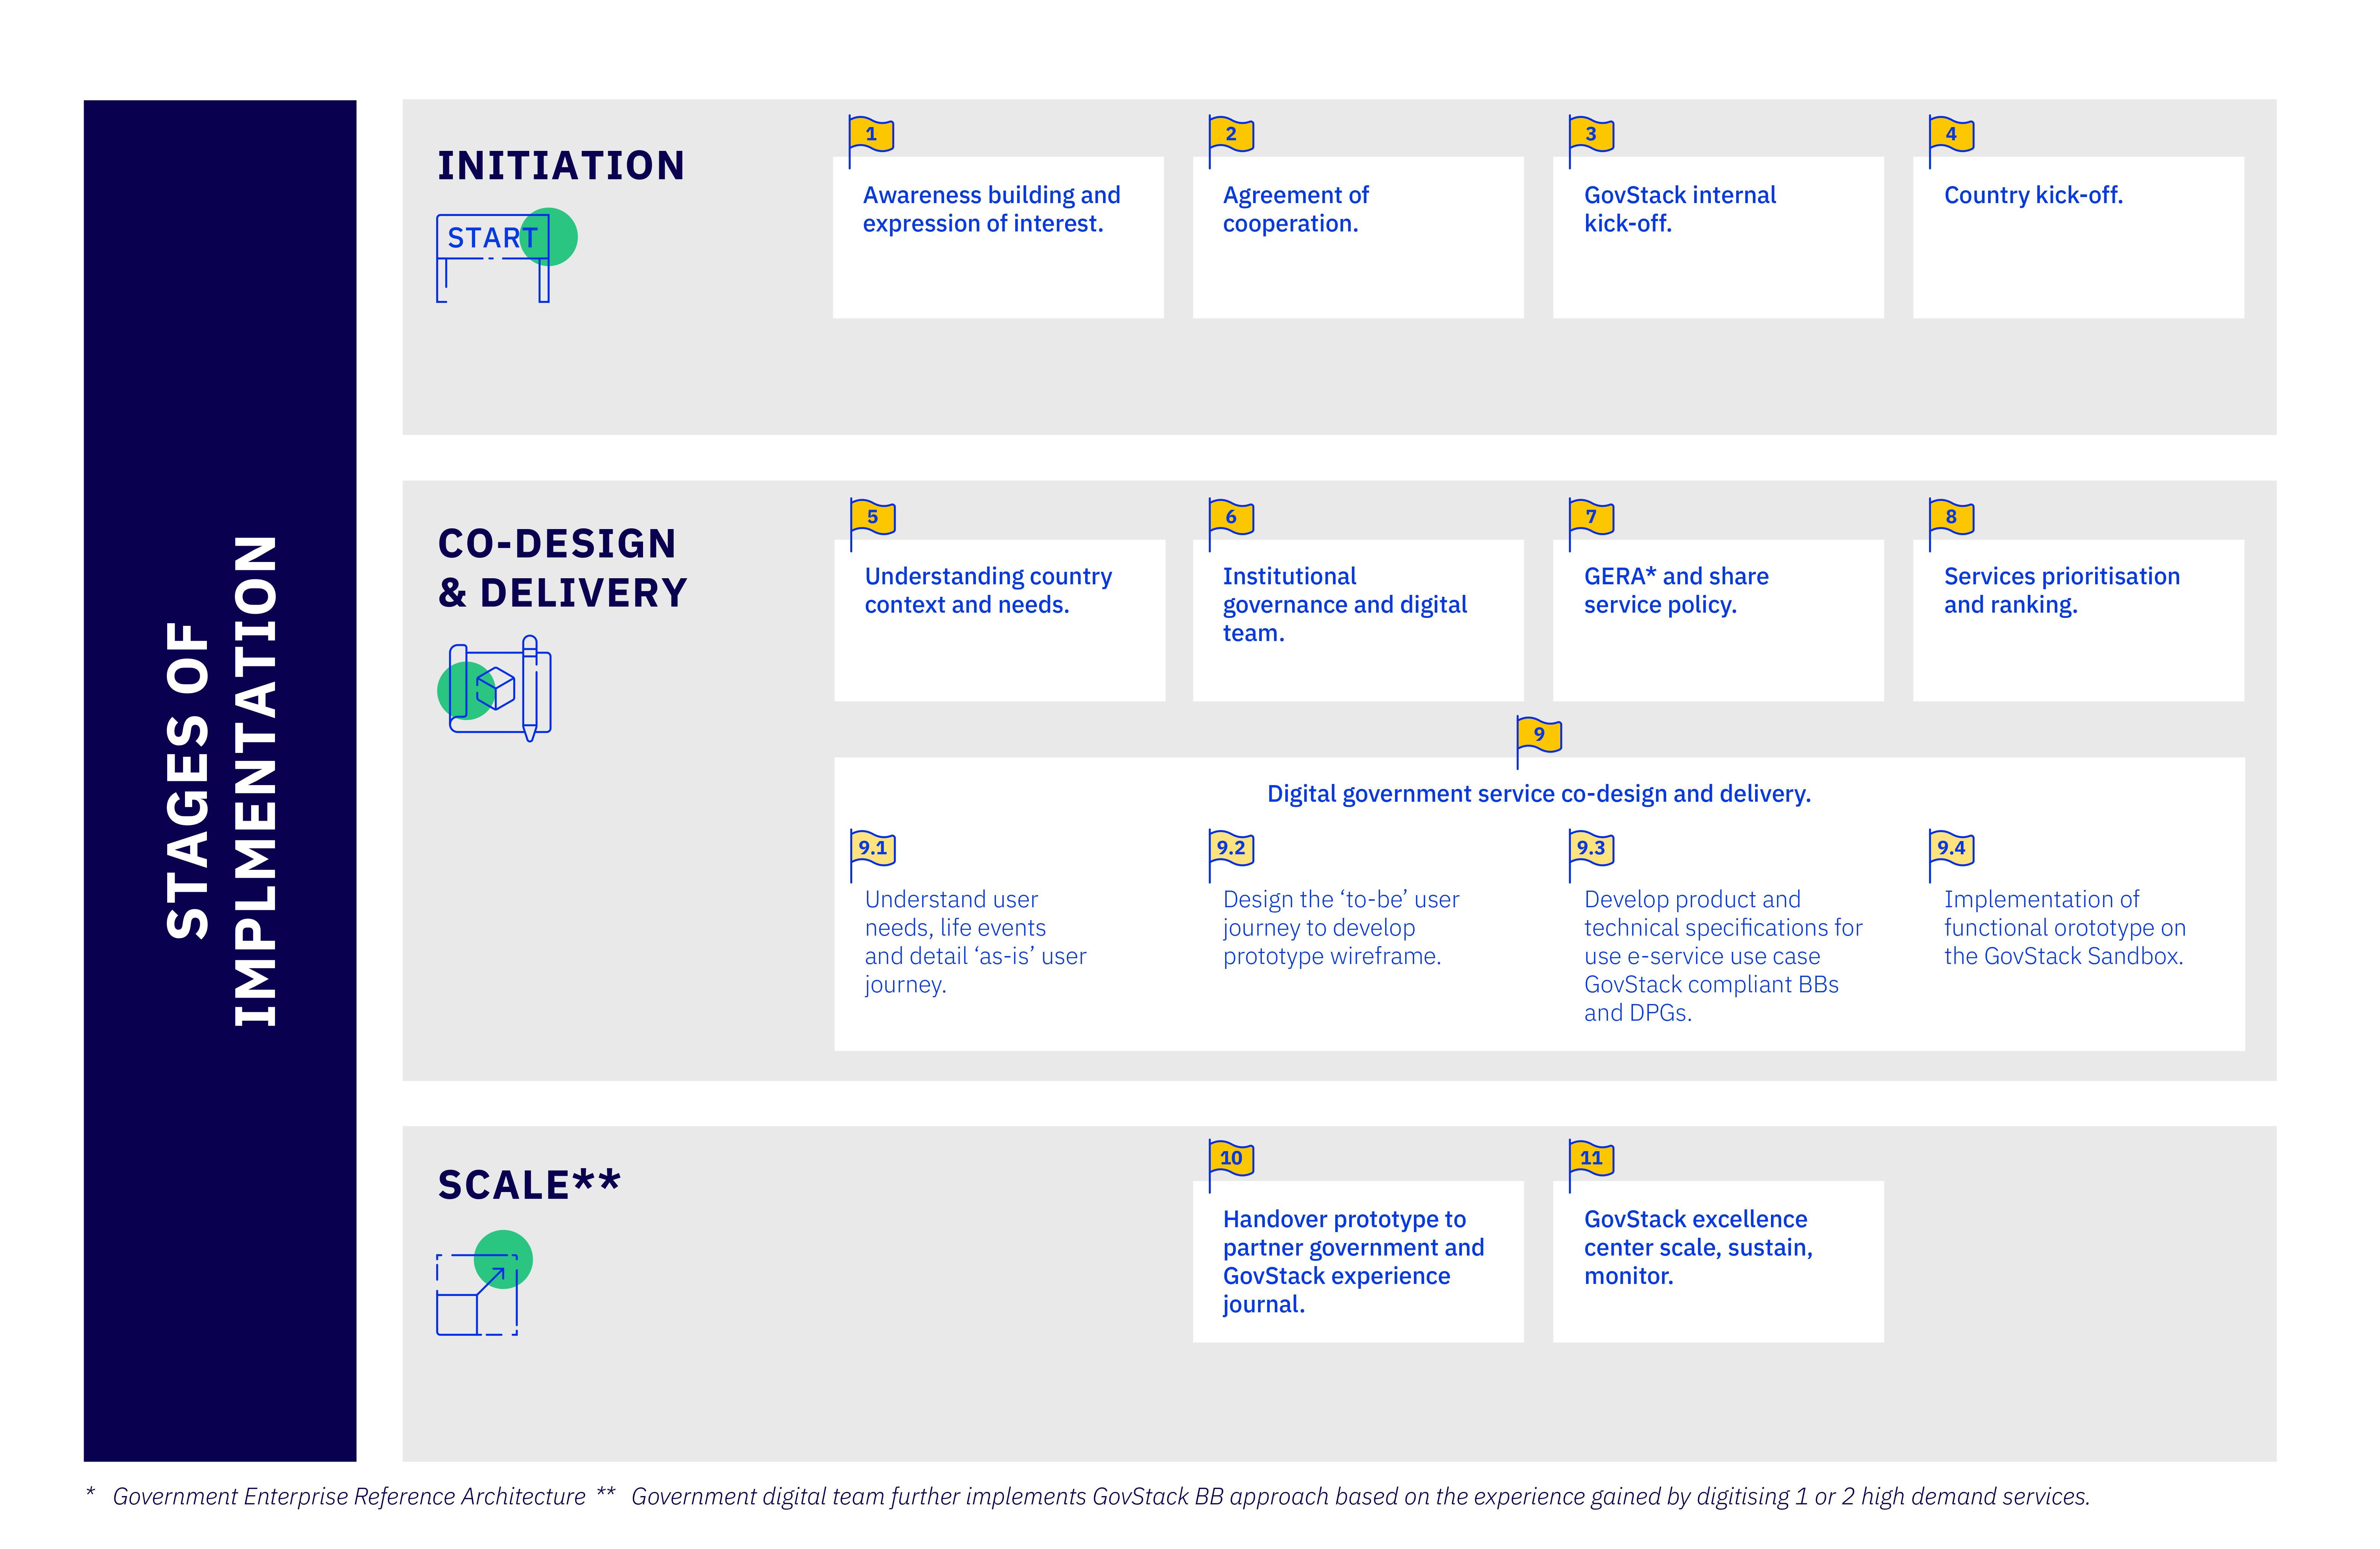 STAGES OF
IMPLMENTATION
INITIATION
START
1
Awareness building and
expression of interest.
2
Agreement of
cooperation.
3
GovStack internal
kick-off.
4
Country kick-off.
CO-DESIGN
& DELIVERY
5
Understanding country
context and needs.
6
Institutional
governance and digital
team.
7
GERA* and share
service policy.
8
Services prioritisation
and ranking.
9
Digital government service co-design and delivery.
9.1
Understand user
needs, life events
and detail ‘as-is’ user
journey.
9.2
Design the ‘to-be’ user
journey to develop
prototype wireframe.
9.3
Develop product and
technical specifications for
use e-service use case
GovStack compliant BBs
and DPGs.
9.4
Implementation of
functional orototype on
the GovStack Sandbox.
SCALE**
10
Handover prototype to
partner government and
GovStack experience
journal.
11
GovStack excellence
center scale, sustain,
monitor.
* Government Enterprise Reference Architecture ** Government digital team further implements GovStack BB approach based on the experience gained by digitising 1 or 2 high demand services.